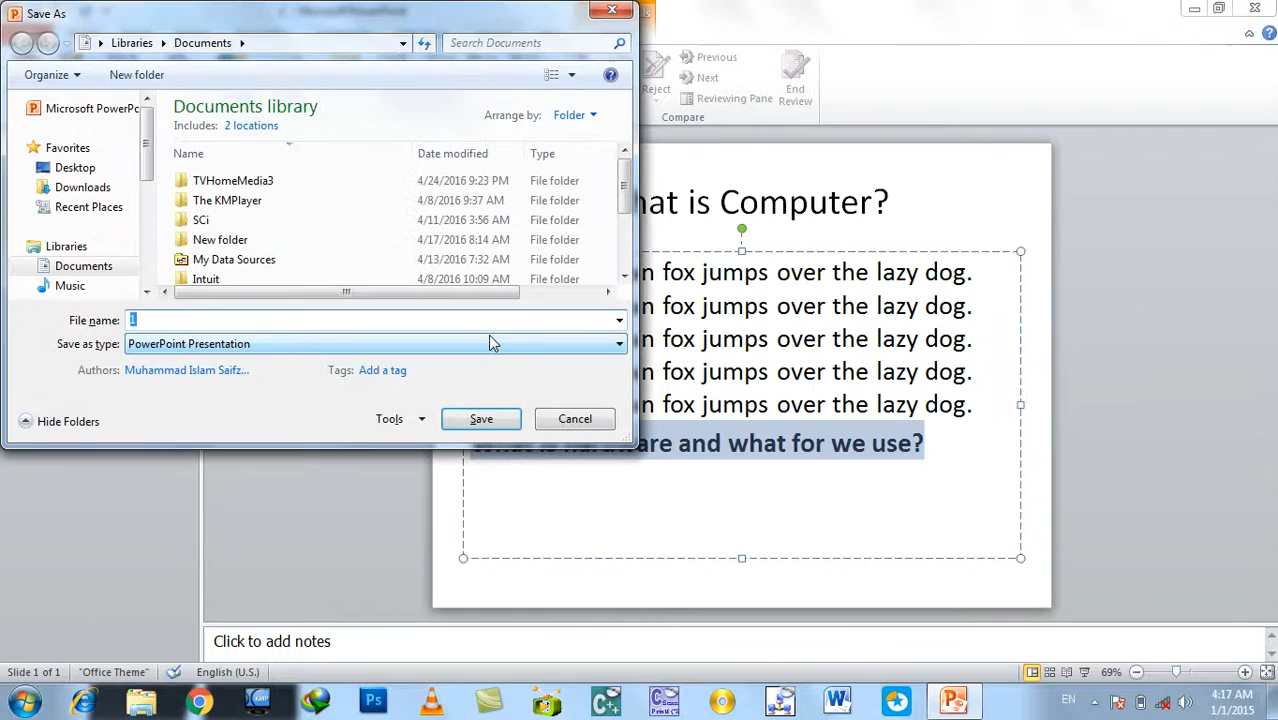 Save As
Libraries Documents
Search Documents
Organize New folder
Microsoft PowerPo
Favorites
Desktop
Downloads
Recent Places
Libraries
Documents
Music
Documents library
Includes: 2 locations
Arrange by: Folder
Name Date modified Type
TVHomeMedia3 4/24/2016 9:23 PM File folder
The KMPlayer 4/8/2016 9:37 AM File folder
SCi 4/11/2016 3:56 AM File folder
New folder 4/17/2016 8:14 AM File folder
My Data Sources 4/13/2016 7:32 AM File folder
Intuit 4/8/2016 10:09 AM File folder
File name: 1
Save as type: PowerPoint Presentation
Authors: Muhammad Islam Saifz... Tags: Add a tag
Hide Folders Tools Save Cancel
Reject
Previous
Next
Reviewing Pane
End
Review
Compare
hat is Computer?
n fox jumps over the lazy dog.
n fox jumps over the lazy dog.
n fox jumps over the lazy dog.
n fox jumps over the lazy dog.
n fox jumps over the lazy dog.
What is hardware and what for we use?
Click to add notes
Slide 1 of 1 "Office Theme" English (U.S.) 69%
EN 4:17 AM
1/1/2015